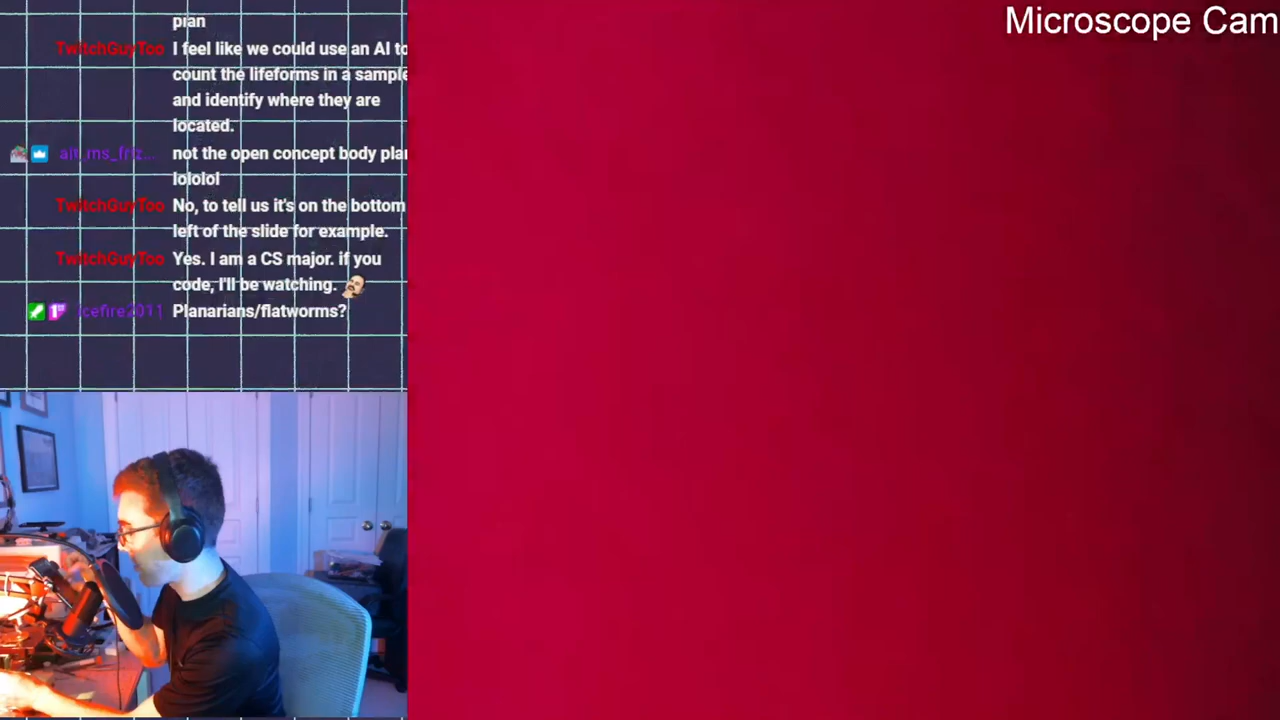 plan
Microscope Cam
TwitchGuyToo I feel like we could use an AI to
count the lifeforms in a sample
and identify where they are
located.
alt_ms_friz... not the open concept body plan
lololol
TwitchGuyToo No, to tell us it's on the bottom
left of the slide for example.
TwitchGuyToo Yes. I am a CS major. if you
code, I'll be watching.
icefire2011 Planarians/flatworms?